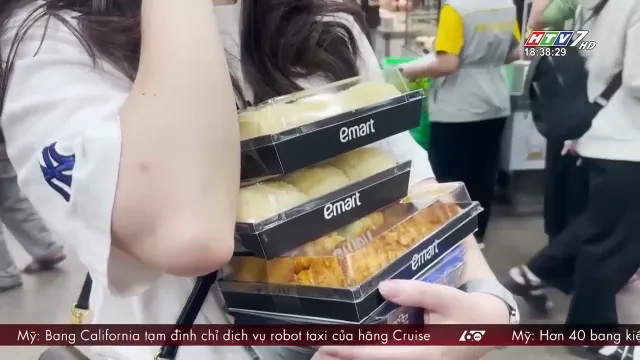 HTV7 HD
18:38:29
emart
emart
emart
Mỹ: Bang California tạm đình chỉ dịch vụ robot taxi của hãng Cruise 60 Mỹ: Hơn 40 bang kiệ